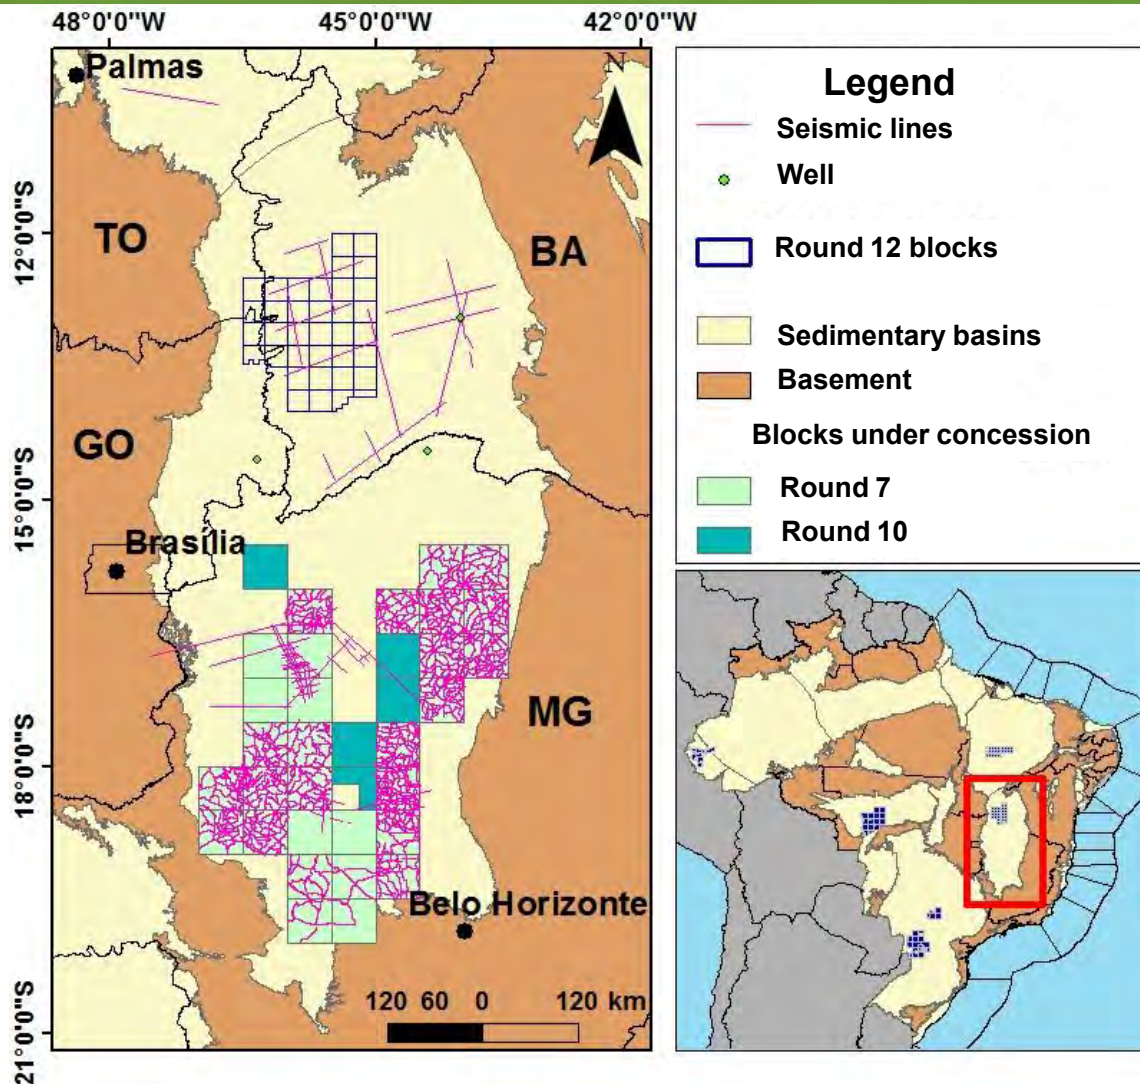 48°0'0"W 45°0'0"W 42°0'0"W
Palmas
N
12°0'0"S
TO
BA
GO
15°0'0"S
Brasília
MG
18°0'0"S
Belo Horizonte
120 60 0 120 km
21°0'0"S
Legend
Seismic lines
Well
Round 12 blocks
Sedimentary basins
Basement
Blocks under concession
Round 7
Round 10